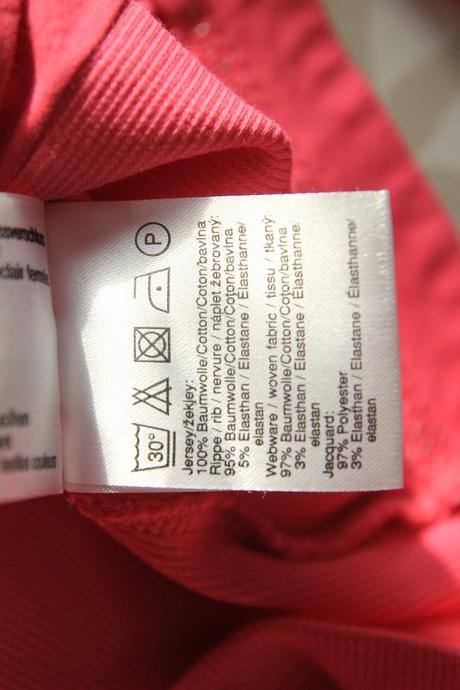 30°
P
Jersey/žekjey:
100% Baumwolle/Cotton/Coton/bavlna
Rippe / rib / nervure / náplet žebrovaný:
95% Baumwolle/Cotton/Coton/bavlna
5% Elasthan / Elastane / Élasthanne/
elastan
Webware / woven fabric / tissu / tkaný:
97% Baumwolle/Cotton/Coton/bavlna
3% Elasthan / Elastane / Élasthanne/
elastan
Jacquard:
97% Polyester
3% Elasthan / Elastane / Élasthanne/
elastan